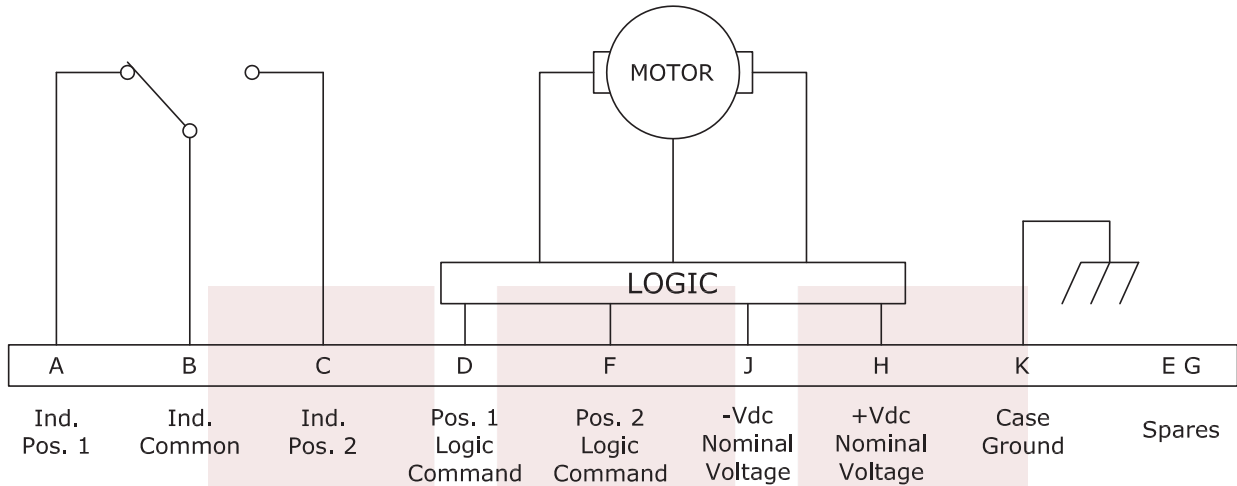 MOTOR
LOGIC
A B C D F J H K E G
Ind.
Pos. 1
Ind.
Common
Ind.
Pos. 2
Pos. 1
Logic
Command
Pos. 2
Logic
Command
-Vdc
Nominal
Voltage
+Vdc
Nominal
Voltage
Case
Ground
Spares